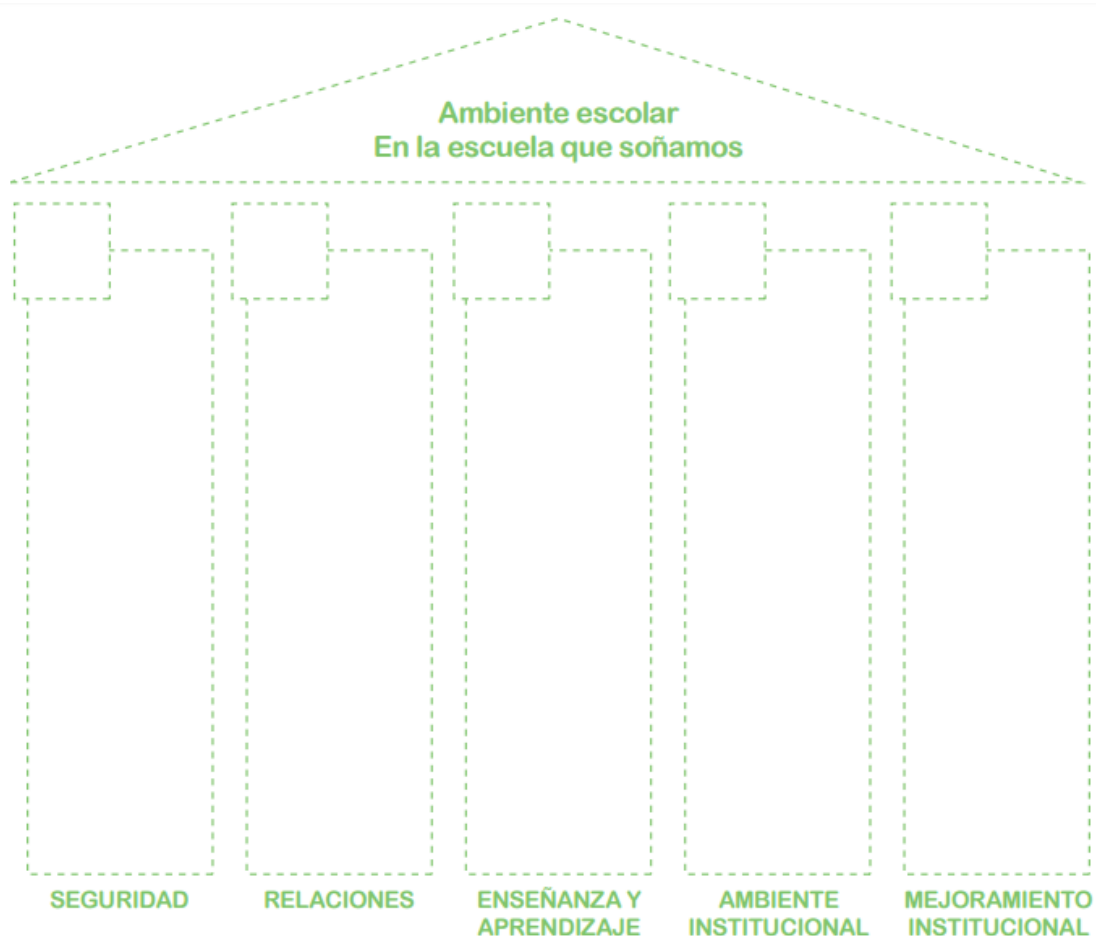 Ambiente escolar
En la escuela que soñamos
SEGURIDAD
RELACIONES
ENSEÑANZA Y
APRENDIZAJE
AMBIENTE
INSTITUCIONAL
MEJORAMIENTO
INSTITUCIONAL